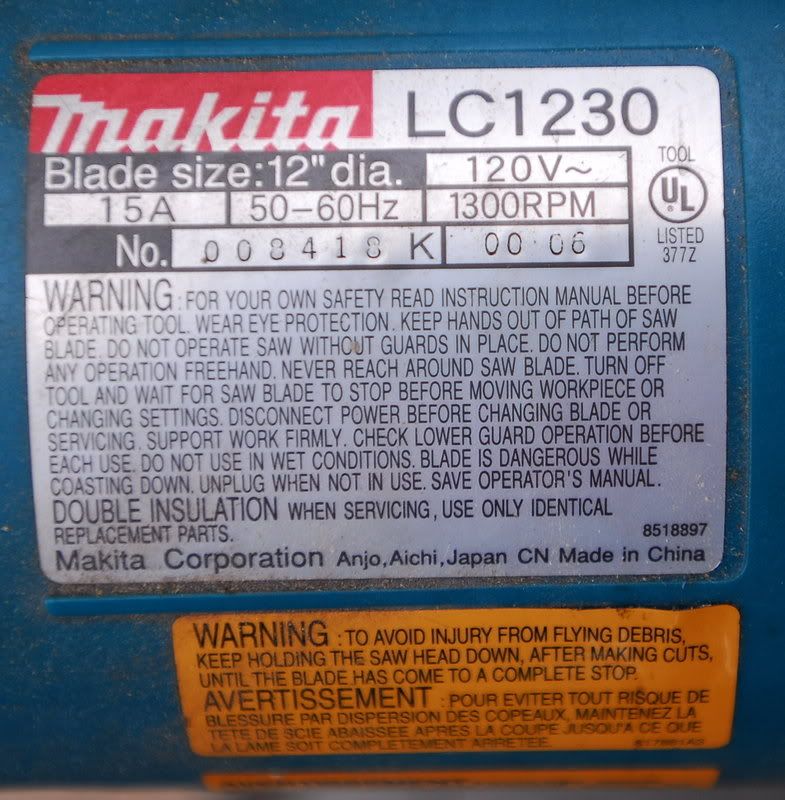 makita LC1230
Blade size:12"dia. 120V~
15A 50-60Hz 1300RPM
TOOL
UL
LISTED
377Z
No. 008418 K 00 06
WARNING : FOR YOUR OWN SAFETY READ INSTRUCTION MANUAL BEFORE
OPERATING TOOL. WEAR EYE PROTECTION. KEEP HANDS OUT OF PATH OF SAW
BLADE. DO NOT OPERATE SAW WITHOUT GUARDS IN PLACE. DO NOT PERFORM
ANY OPERATION FREEHAND. NEVER REACH AROUND SAW BLADE. TURN OFF
TOOL AND WAIT FOR SAW BLADE TO STOP BEFORE MOVING WORKPIECE OR
CHANGING SETTINGS. DISCONNECT POWER BEFORE CHANGING BLADE OR
SERVICING. SUPPORT WORK FIRMLY. CHECK LOWER GUARD OPERATION BEFORE
EACH USE. DO NOT USE IN WET CONDITIONS. BLADE IS DANGEROUS WHILE
COASTING DOWN. UNPLUG WHEN NOT IN USE. SAVE OPERATOR'S MANUAL.
DOUBLE INSULATION WHEN SERVICING, USE ONLY IDENTICAL
REPLACEMENT PARTS. 8518897
Makita Corporation Anjo,Aichi,Japan CN Made in China
WARNING : TO AVOID INJURY FROM FLYING DEBRIS,
KEEP HOLDING THE SAW HEAD DOWN, AFTER MAKING CUTS,
UNTIL THE BLADE HAS COME TO A COMPLETE STOP.
AVERTISSEMENT : POUR EVITER TOUT RISQUE DE
BLESSURE PAR DISPERSION DES COPEAUX, MAINTENEZ LA
TETE DE SCIE ABAISSEE APRES LA COUPE JUSQU'A CE QUE
LA LAME SOIT COMPLETEMENT ARRETEE.